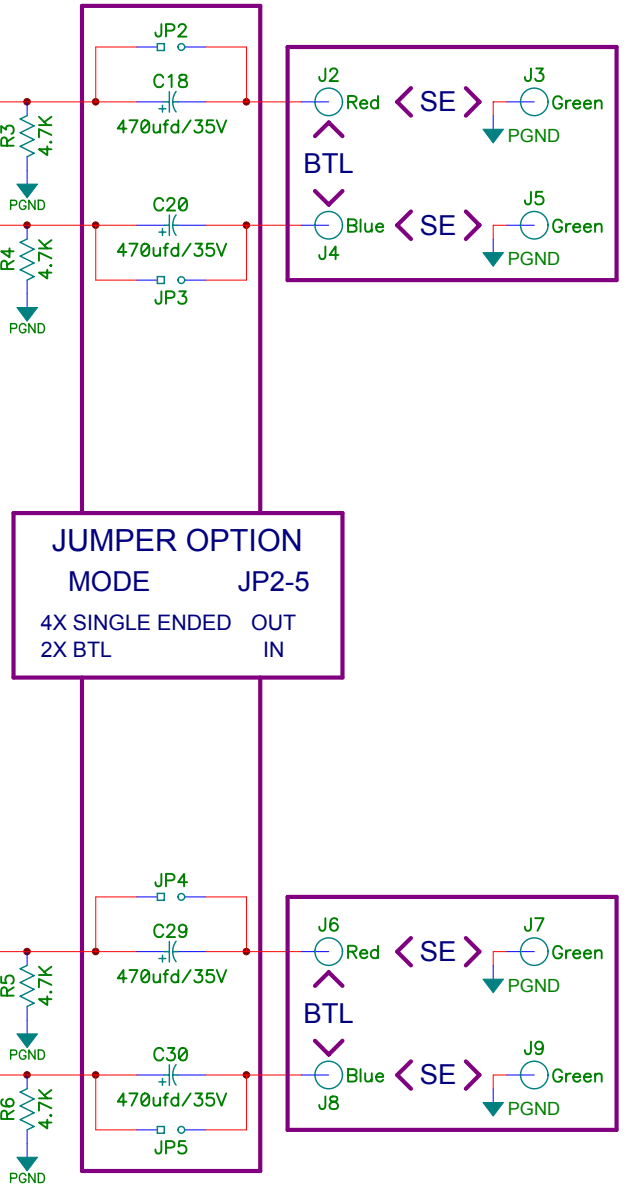 JP2
C18
+
470ufd/35V
R3
4.7K
PGND
J2
Red
SE
J3
Green
PGND
BTL
C20
+
470ufd/35V
JP3
R4
4.7K
PGND
Blue
J4
SE
J5
Green
PGND
JUMPER OPTION
MODE JP2-5
4X SINGLE ENDED OUT
2X BTL IN
JP4
C29
+
470ufd/35V
R5
4.7K
PGND
J6
Red
SE
J7
Green
PGND
BTL
C30
+
470ufd/35V
JP5
R6
4.7K
PGND
Blue
J8
SE
J9
Green
PGND